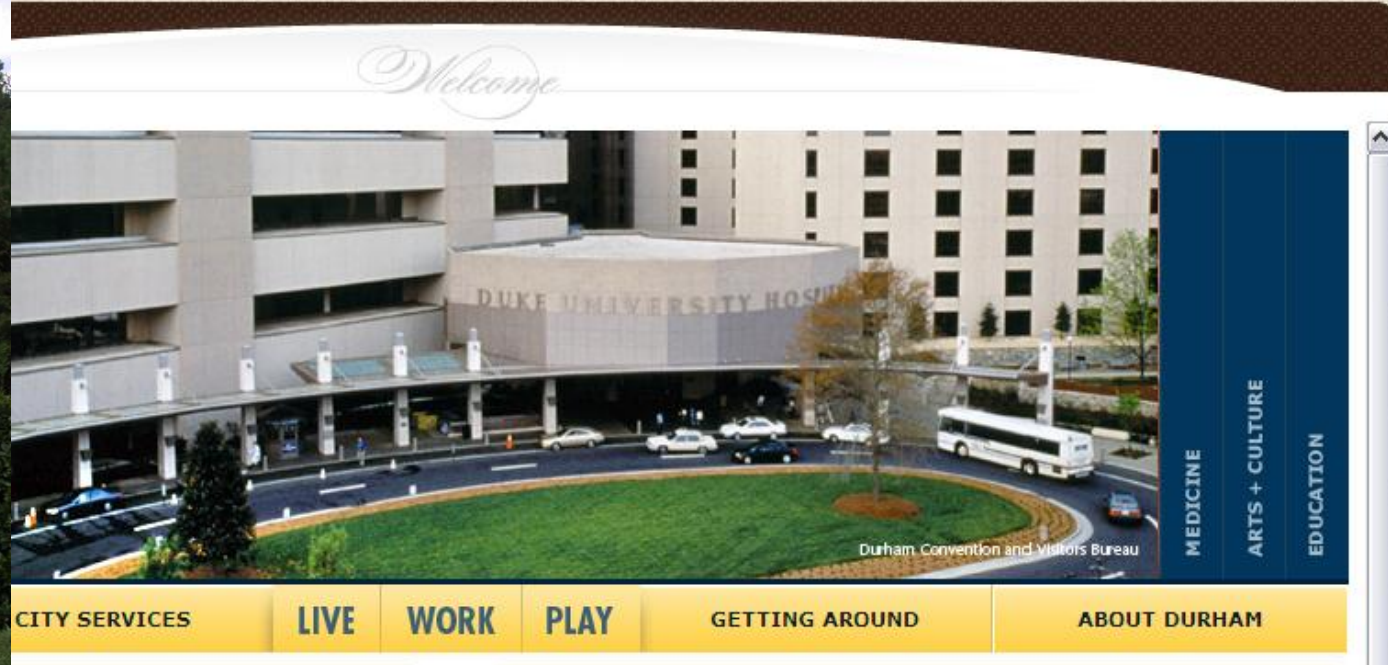 Welcome
DUKE UNIVERSITY HOS
Durham Convention and Visitors Bureau
MEDICINE
ARTS + CULTURE
EDUCATION
CITY SERVICES
LIVE
WORK
PLAY
GETTING AROUND
ABOUT DURHAM